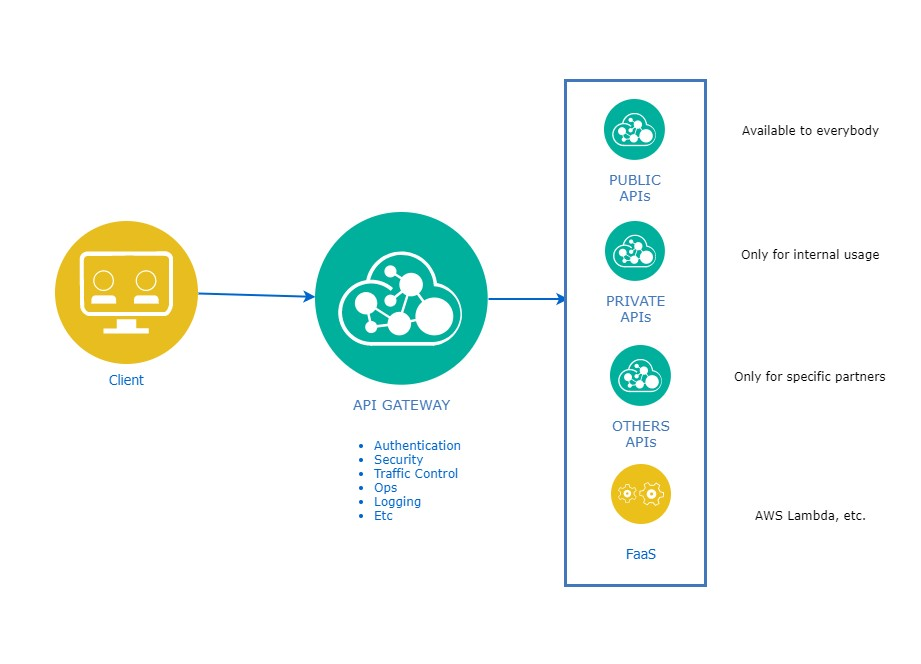 Client
API GATEWAY
Authentication
Security
Traffic Control
Ops
Logging
Etc
PUBLIC
APIs
Available to everybody
PRIVATE
APIs
Only for internal usage
OTHERS
APIs
Only for specific partners
FaaS
AWS Lambda, etc.